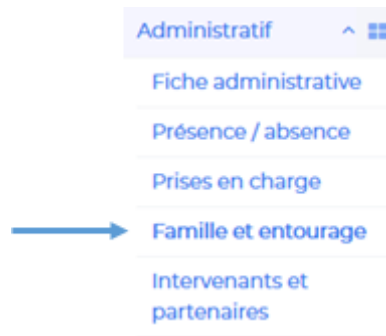 Administratif
Fiche administrative
Présence / absence
Prises en charge
Famille et entourage
Intervenants et
partenaires